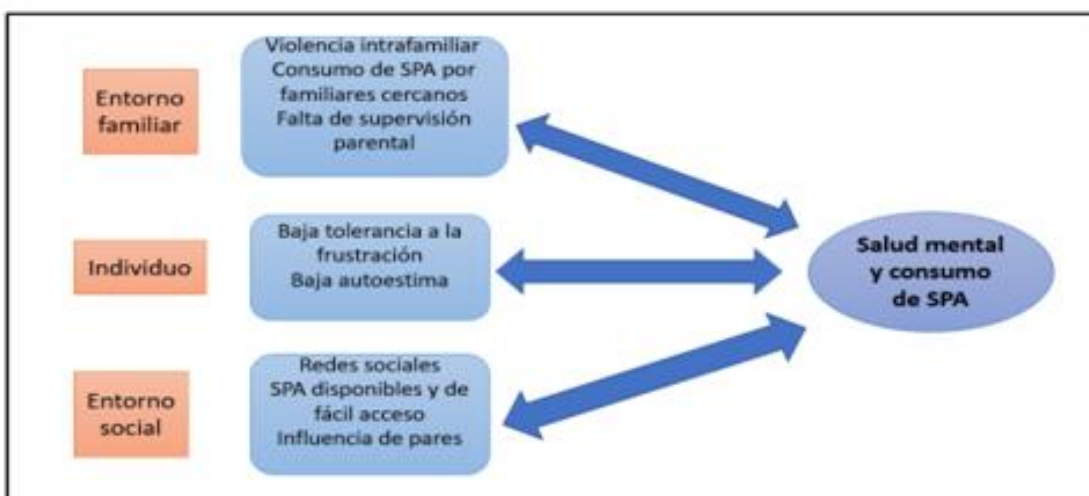 Entorno
familiar
Violencia intrafamiliar
Consumo de SPA por
familiares cercanos
Falta de supervisión
parental
Individuo
Baja tolerancia a la
frustración
Baja autoestima
Salud mental
y consumo
de SPA
Entorno
social
Redes sociales
SPA disponibles y de
fácil acceso
Influencia de pares